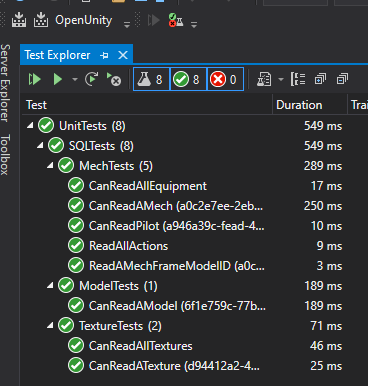 OpenUnity
Server Explorer
Toolbox
Test Explorer
8 8 0
Test Duration Trai
UnitTests (8) 549 ms
SQLTests (8) 549 ms
MechTests (5) 289 ms
CanReadAllEquipment 17 ms
CanReadAMech (a0c2e7ee-2eb... 250 ms
CanReadPilot (a946a39c-fead-4... 10 ms
ReadAllActions 9 ms
ReadAMechFrameModelID (a0c... 3 ms
ModelTests (1) 189 ms
CanReadAModel (6f1e759c-77b... 189 ms
TextureTests (2) 71 ms
CanReadAllTextures 46 ms
CanReadATexture (d94412a2-4... 25 ms